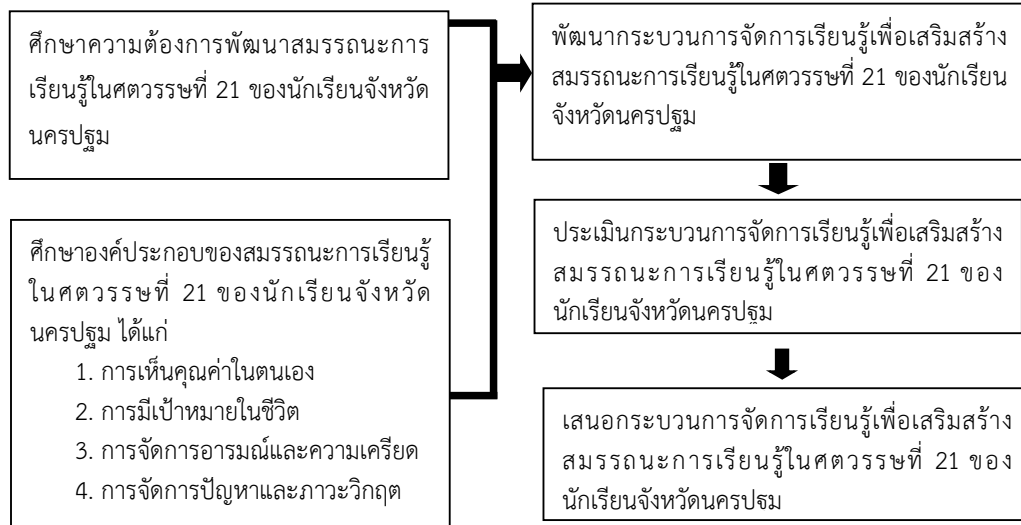 ศึกษาความต้องการพัฒนาสมรรถนะการ
เรียนรู้ในศตวรรษที่ 21 ของนักเรียนจังหวัด
นครปฐม
ศึกษาองค์ประกอบของสมรรถนะการเรียนรู้
ในศตวรรษที่ 21 ของนักเรียนจังหวัด
นครปฐม ได้แก่
1. การเห็นคุณค่าในตนเอง
2. การมีเป้าหมายในชีวิต
3. การจัดการอารมณ์และความเครียด
4. การจัดการปัญหาและภาวะวิกฤต
พัฒนากระบวนการจัดการเรียนรู้เพื่อเสริมสร้าง
สมรรถนะการเรียนรู้ในศตวรรษที่ 21 ของนักเรียน
จังหวัดนครปฐม
ประเมินกระบวนการจัดการเรียนรู้เพื่อเสริมสร้าง
สมรรถนะการเรียนรู้ในศตวรรษที่ 21 ของ
นักเรียนจังหวัดนครปฐม
เสนอกระบวนการจัดการเรียนรู้เพื่อเสริมสร้าง
สมรรถนะการเรียนรู้ในศตวรรษที่ 21 ของ
นักเรียนจังหวัดนครปฐม